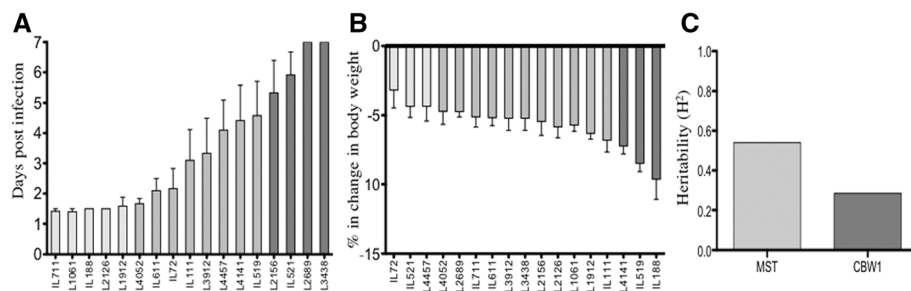 A
B
C
Days post infection
7
6
5
4
3
2
1
0
IL711
L1061
IL188
L2126
L1912
L4052
IL611
IL72
IL111
L3912
L4457
L4141
IL519
L2156
IL521
L2689
L3438
% in change in body weight
0
-5
-10
-15
IL72
IL521
L4457
L4052
L2689
IL711
IL611
L3912
L3438
L2156
L2126
L1061
L1912
IL111
L4141
IL519
IL188
Heritability (H²)
1.0
0.8
0.6
0.4
0.2
0.0
MST
CBW1